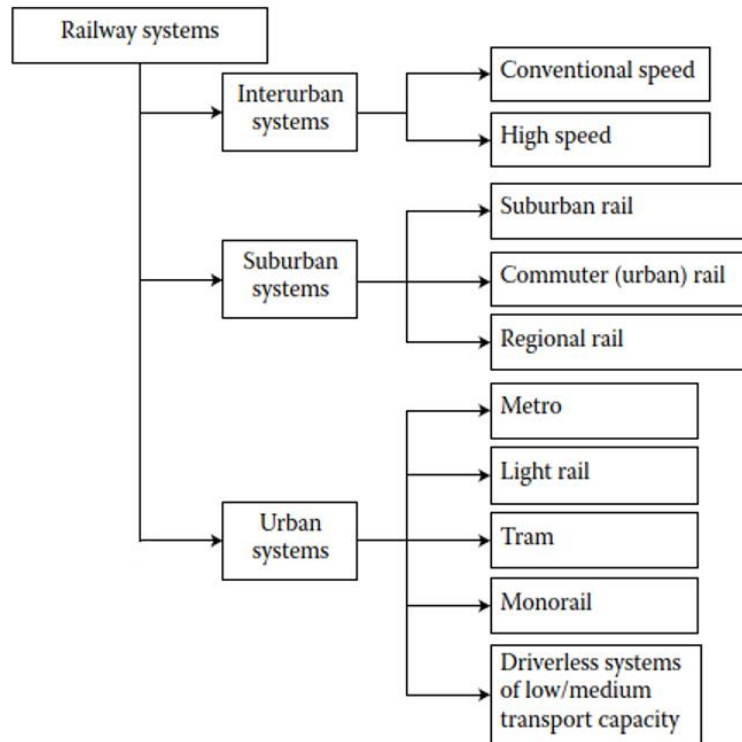 Railway systems
Interurban
systems
Conventional speed
High speed
Suburban
systems
Suburban rail
Commuter (urban) rail
Regional rail
Urban
systems
Metro
Light rail
Tram
Monorail
Driverless systems
of low/medium
transport capacity